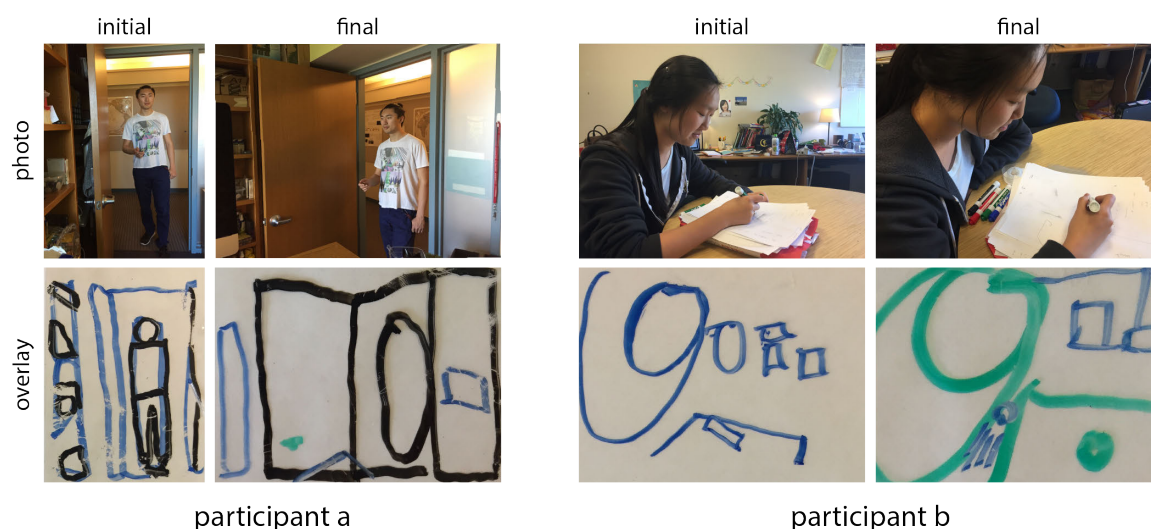 initial final initial final
photo
overlay
participant a participant b